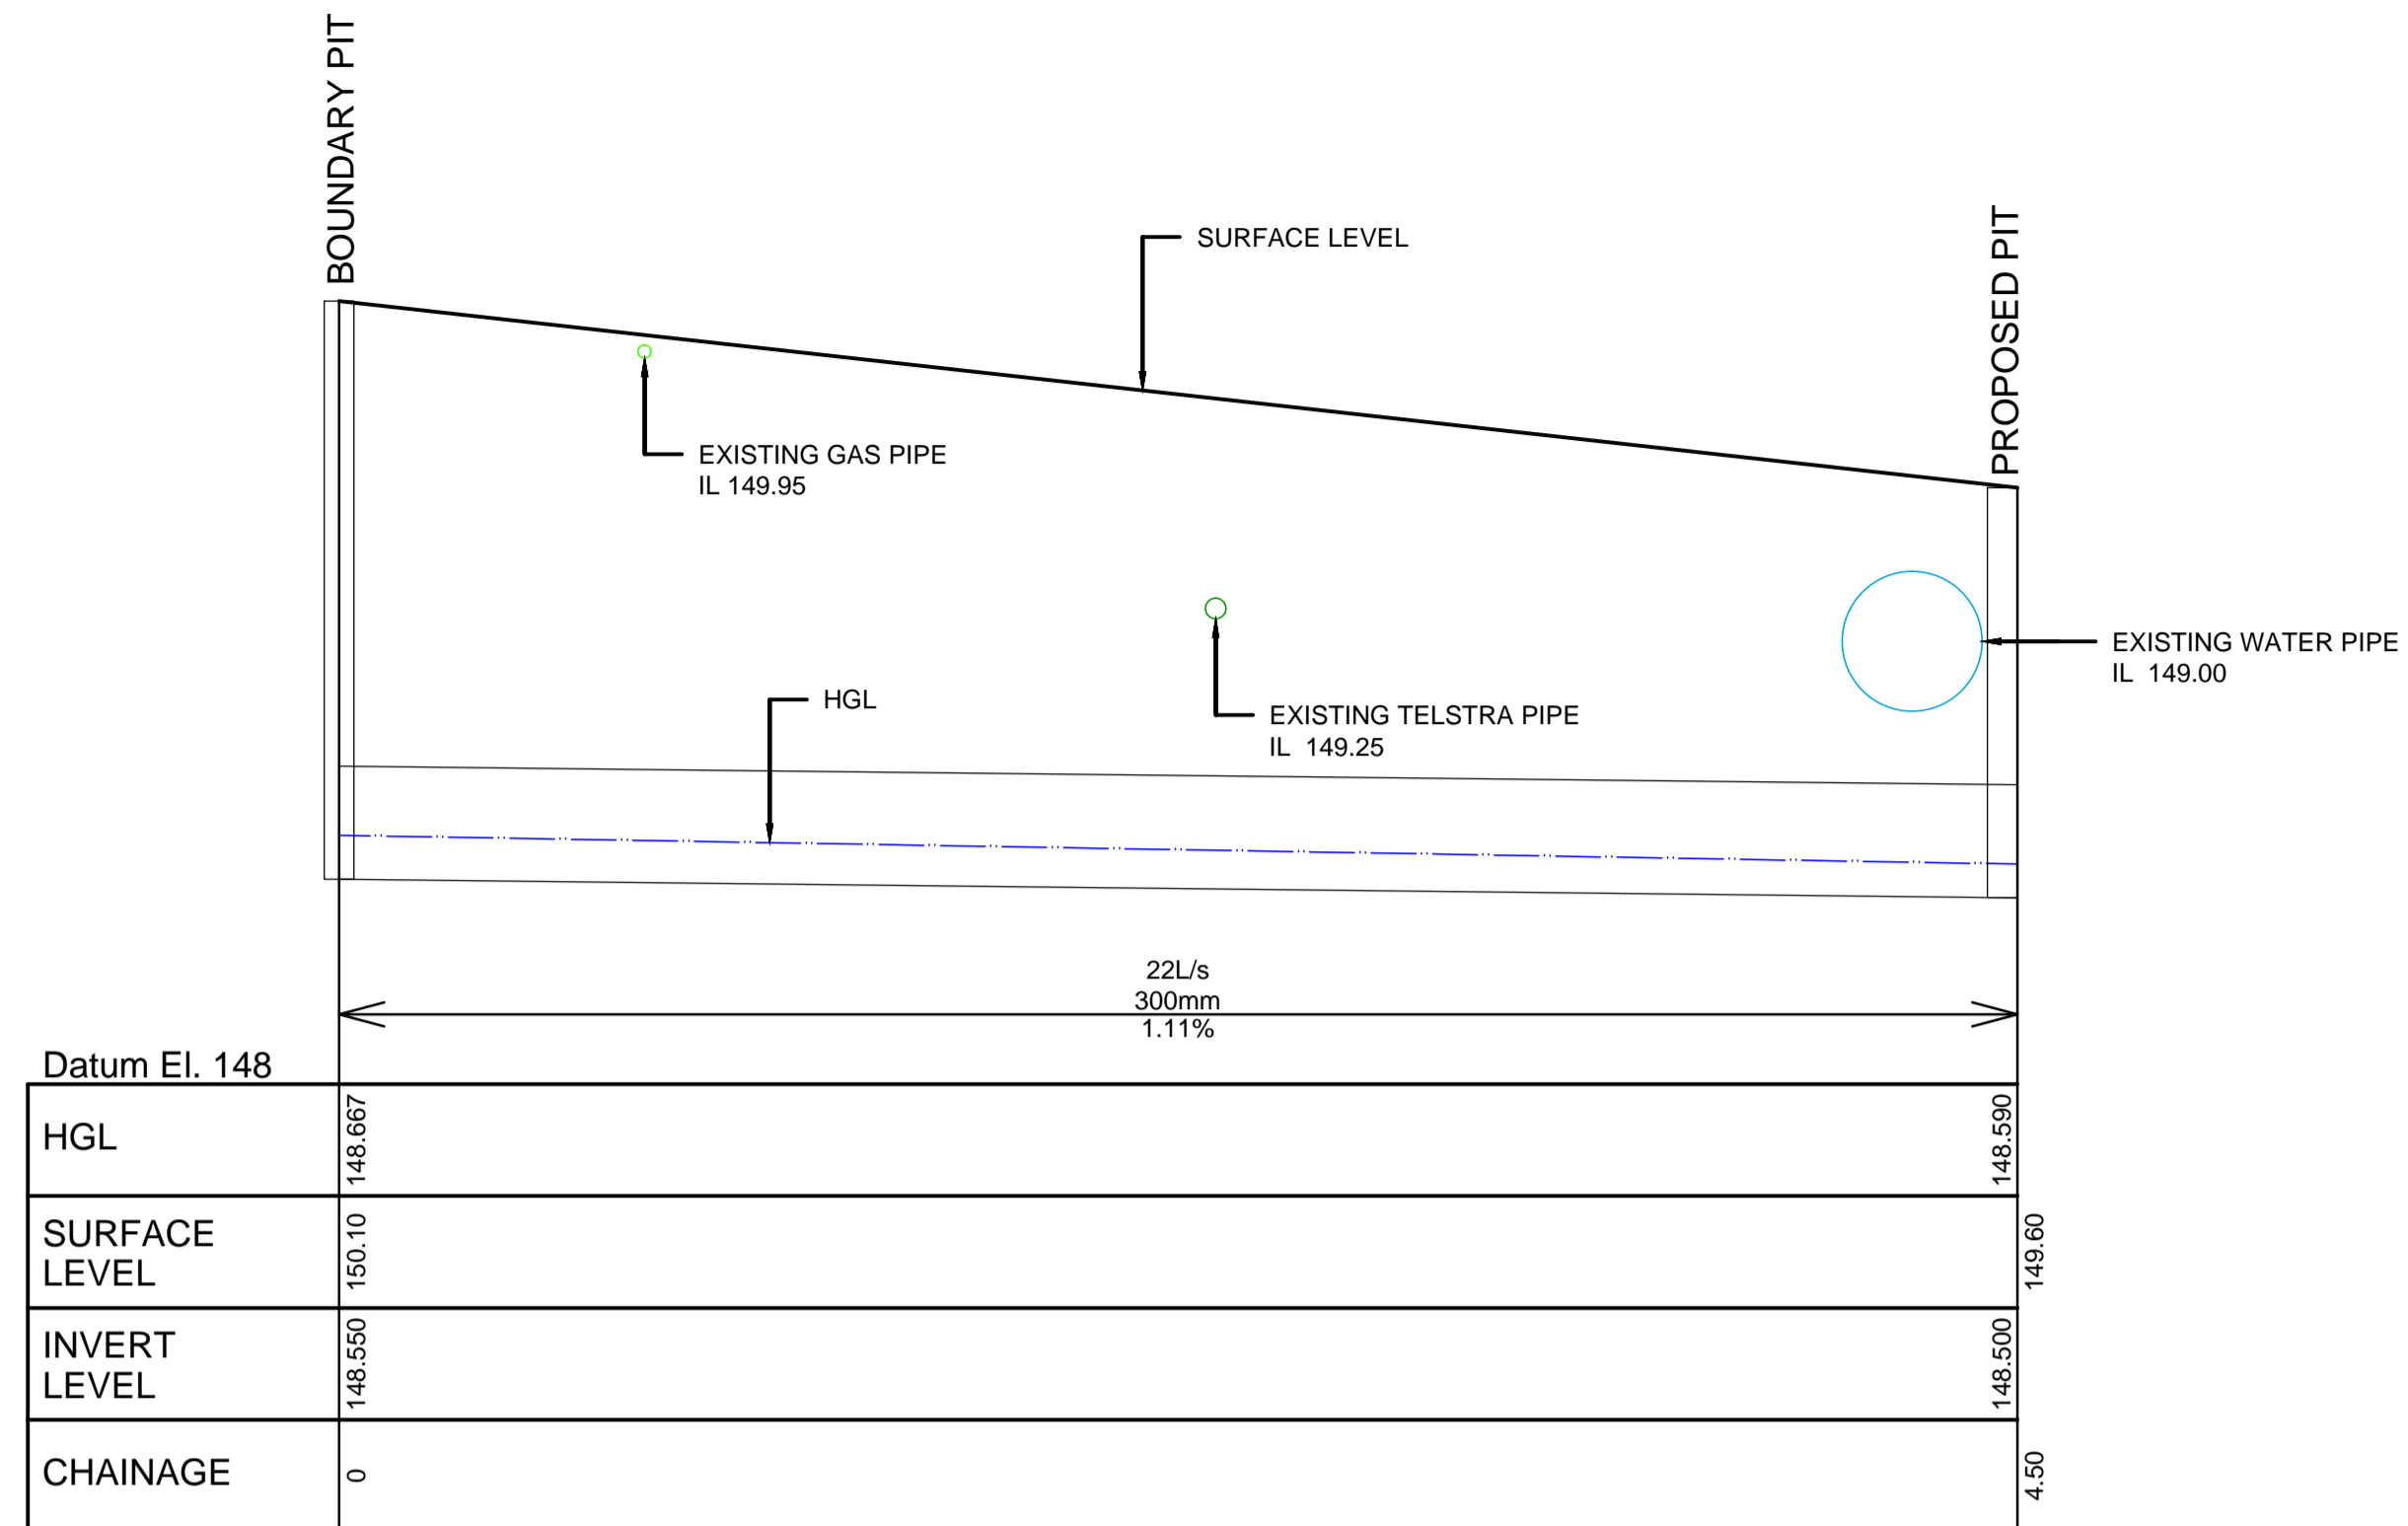 BOUNDARY PIT
PROPOSED PIT
SURFACE LEVEL
EXISTING GAS PIPE
IL 149.95
EXISTING WATER PIPE
IL 149.00
HGL
EXISTING TELSTRA PIPE
IL 149.25
22L/s
300mm
1.11%
Datum El. 148
HGL
148.667
148.590
SURFACE
LEVEL
150.10
149.60
INVERT
LEVEL
148.550
148.500
CHAINAGE
0
4.50